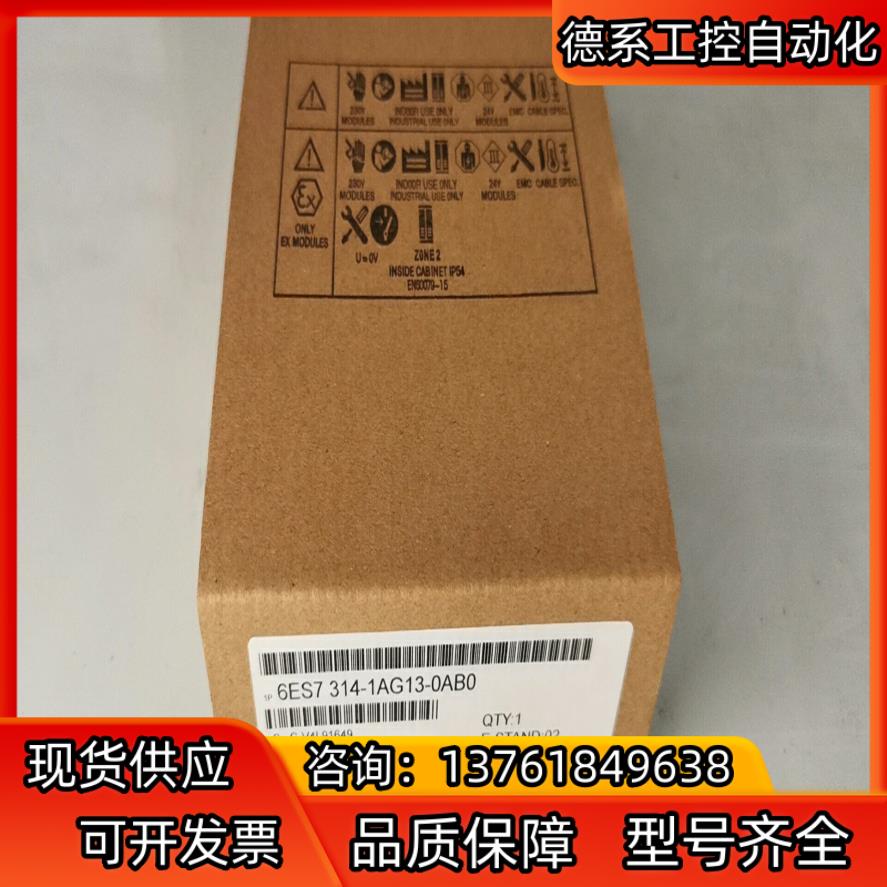 德系工控自动化
230V MODULES
INDOOR USE ONLY
INDUSTRIAL USE ONLY
24V MODULES
EMC
CABLE SPEC.
230V MODULES
INDOOR USE ONLY
INDUSTRIAL USE ONLY
24V MODULES
EMC
CABLE SPEC.
Ex
ONLY
EX MODULES
U=0V
ZONE 2
INSIDE CABINET IP54
EN60079-15
1P 6ES7 314-1AG13-0AB0
QTY:1
现货供应
咨询：13761849638
可开发票
品质保障
型号齐全